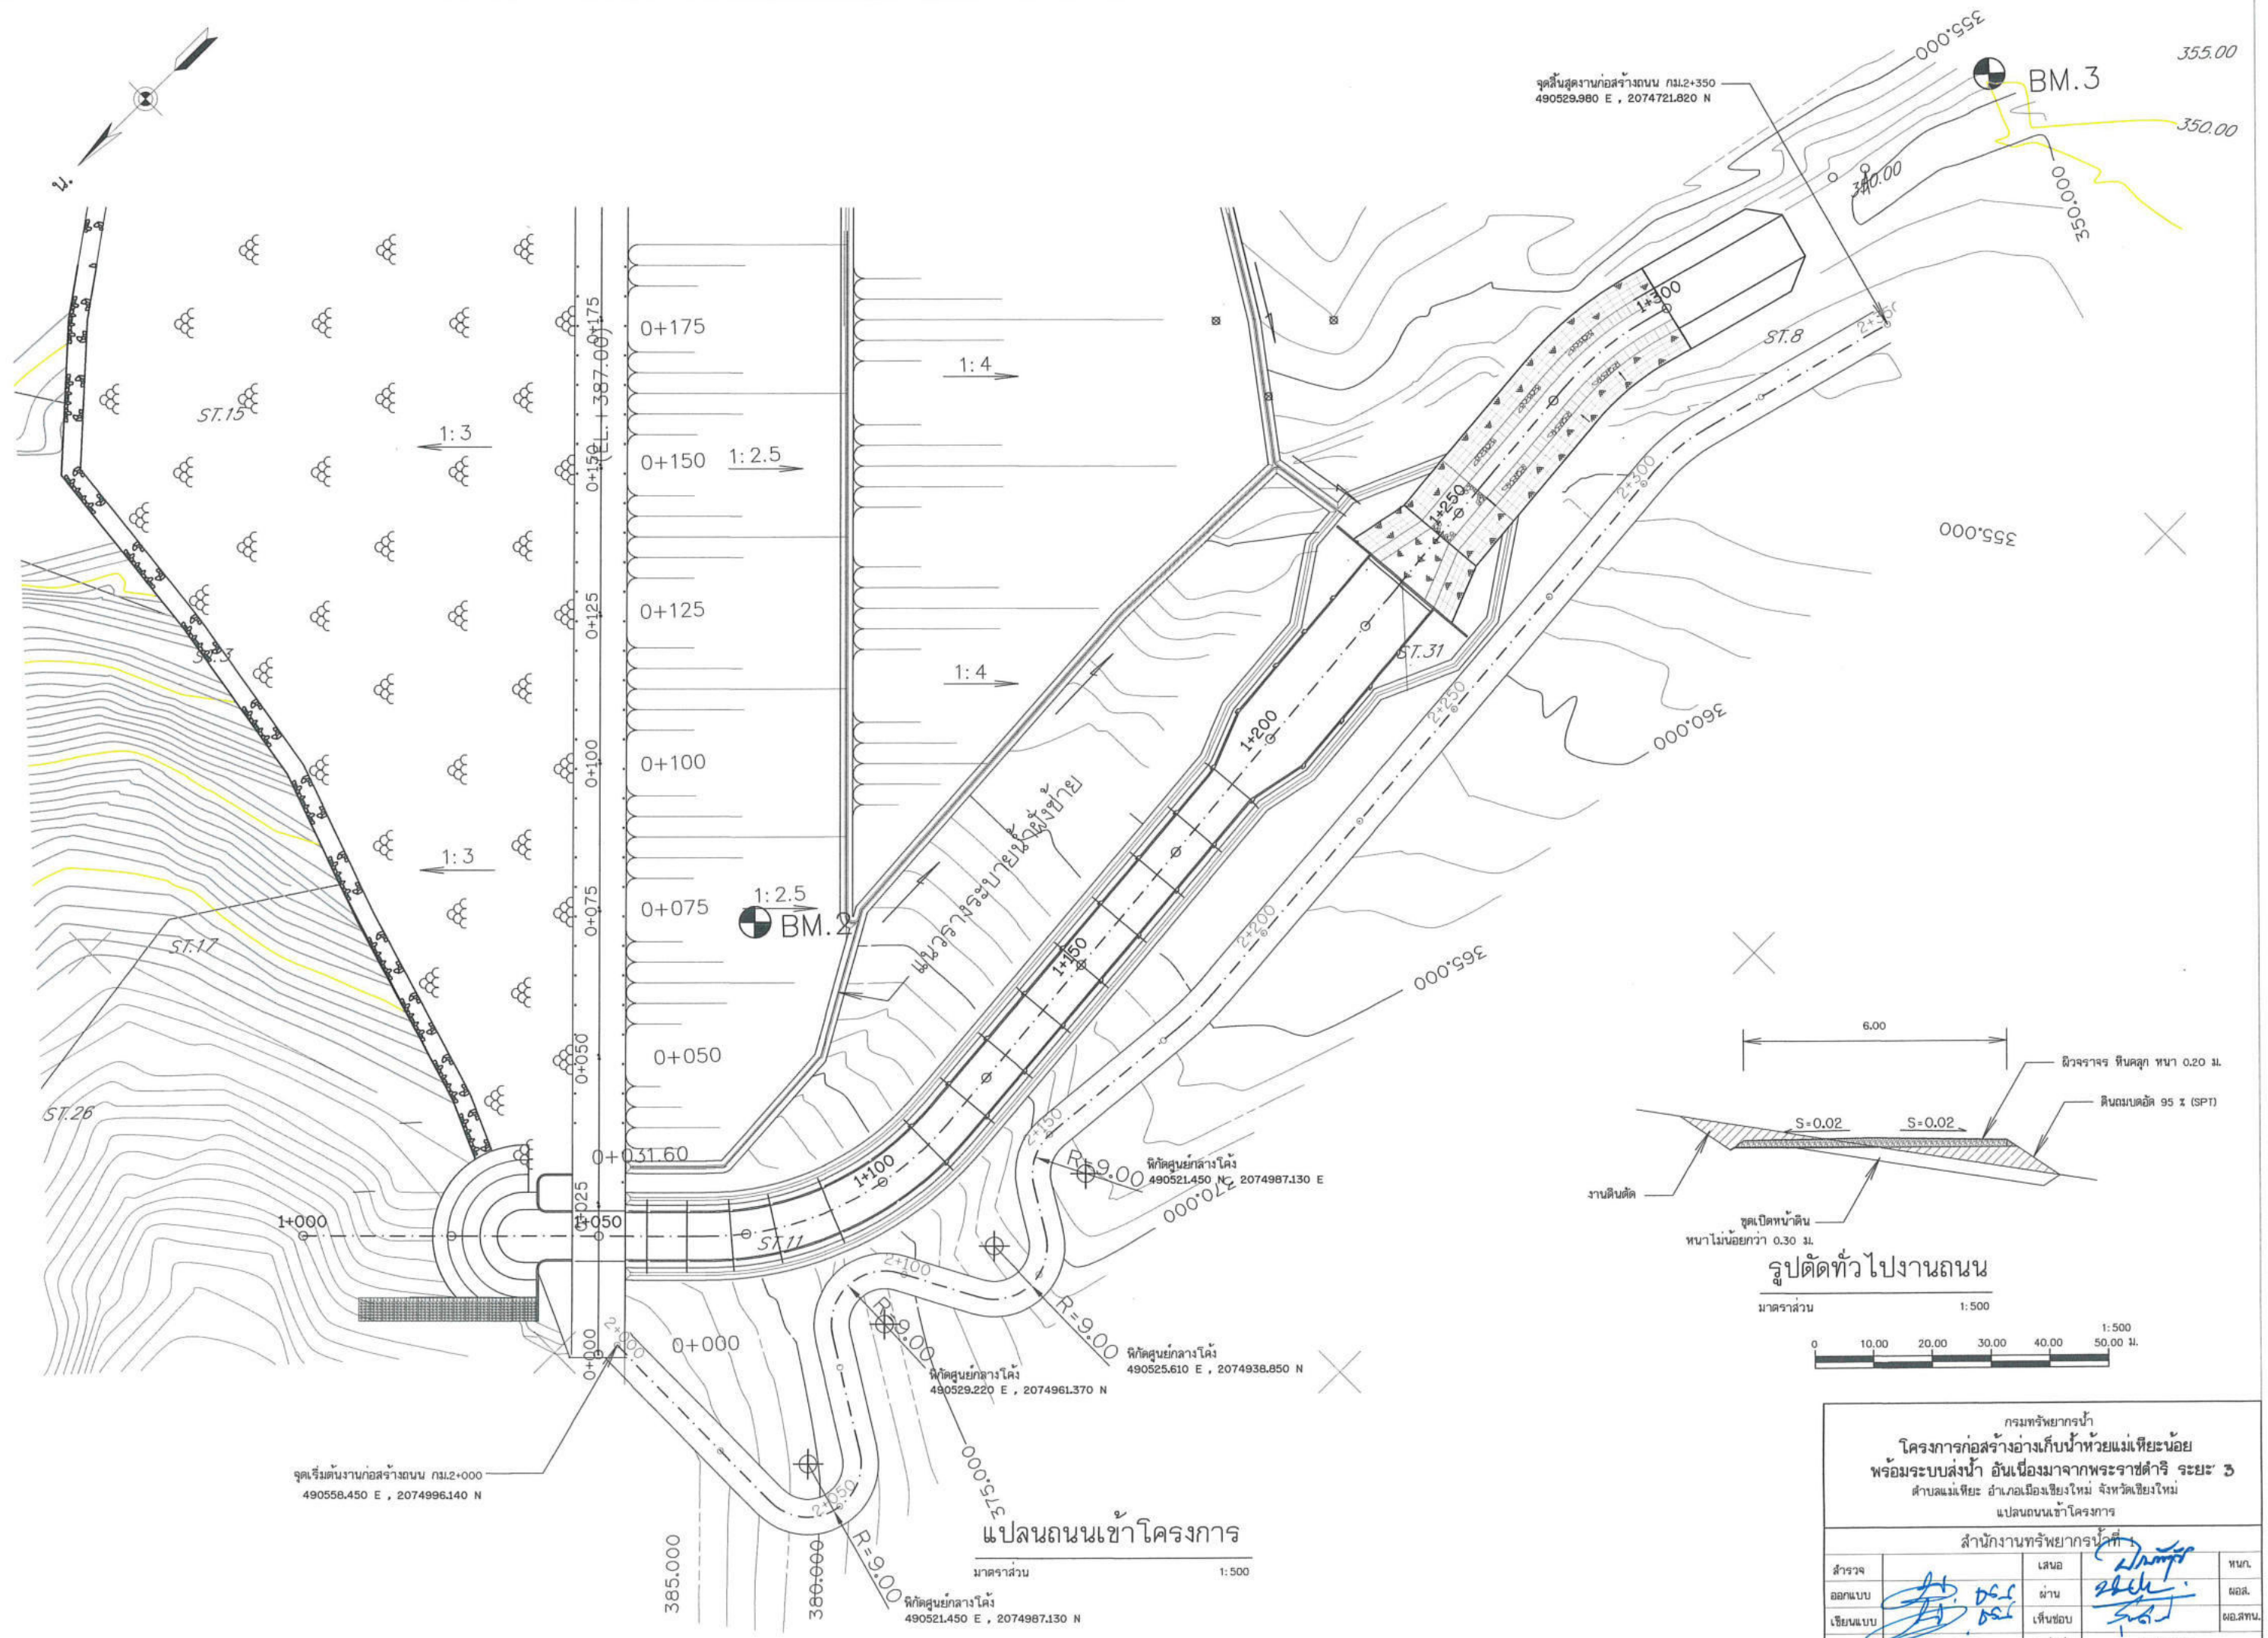 น.
จุดสิ้นสุดงานก่อสร้างถนน กม.2+350
490529.980 E , 2074721.820 N
355.000
BM.3
355.00
350.00
350.000
ST.8
2+350
1+300
1:4
0+175
0+175
(EL.+387.00)
ST.15
1:3
0+150
0+150
1:2.5
1+250
2+300
355.000
0+125
0+125
ST.3
1:4
ST.31
1+200
2+250
360.000
0+100
0+100
แนวรางระบายน้ำฝั่งซ้าย
1:3
0+075
0+075
1:2.5
BM.2
1+150
2+200
365.000
ST.17
0+050
0+050
ST.26
0+031.60
1+100
2+150
R=9.00
พิกัดศูนย์กลางโค้ง
490521.450 N , 2074987.130 E
370.000
1+000
0+025
1+050
ST.11
2+100
R=9.00
พิกัดศูนย์กลางโค้ง
490525.610 E , 2074938.850 N
R=9.00
พิกัดศูนย์กลางโค้ง
490529.220 E , 2074961.370 N
0+000
0+000
2+000
จุดเริ่มต้นงานก่อสร้างถนน กม.2+000
490558.450 E , 2074996.140 N
2+050
375.000
380.000
385.000
R=9.00
พิกัดศูนย์กลางโค้ง
490521.450 E , 2074987.130 N
แปลนถนนเข้าโครงการ
มาตราส่วน 1:500
6.00
ผิวจราจร หินคลุก หนา 0.20 ม.
ดินถมบดอัด 95 % (SPT)
S=0.02 S=0.02
งานดินตัด
ขุดเปิดหน้าดิน
หนาไม่น้อยกว่า 0.30 ม.
รูปตัดทั่วไปงานถนน
มาตราส่วน 1:500
1:500
0 10.00 20.00 30.00 40.00 50.00 ม.
กรมทรัพยากรน้ำ
โครงการก่อสร้างอ่างเก็บน้ำห้วยแม่เหียะน้อย
พร้อมระบบส่งน้ำ อันเนื่องมาจากพระราชดำริ ระยะ 3
ตำบลแม่เหียะ อำเภอเมืองเชียงใหม่ จังหวัดเชียงใหม่
แปลนถนนเข้าโครงการ
สำนักงานทรัพยากรน้ำที่ 1
สำรวจ เสนอ หนก.
ออกแบบ ผ่าน ผอส.
เขียนแบบ เห็นชอบ ผอ.สทน.